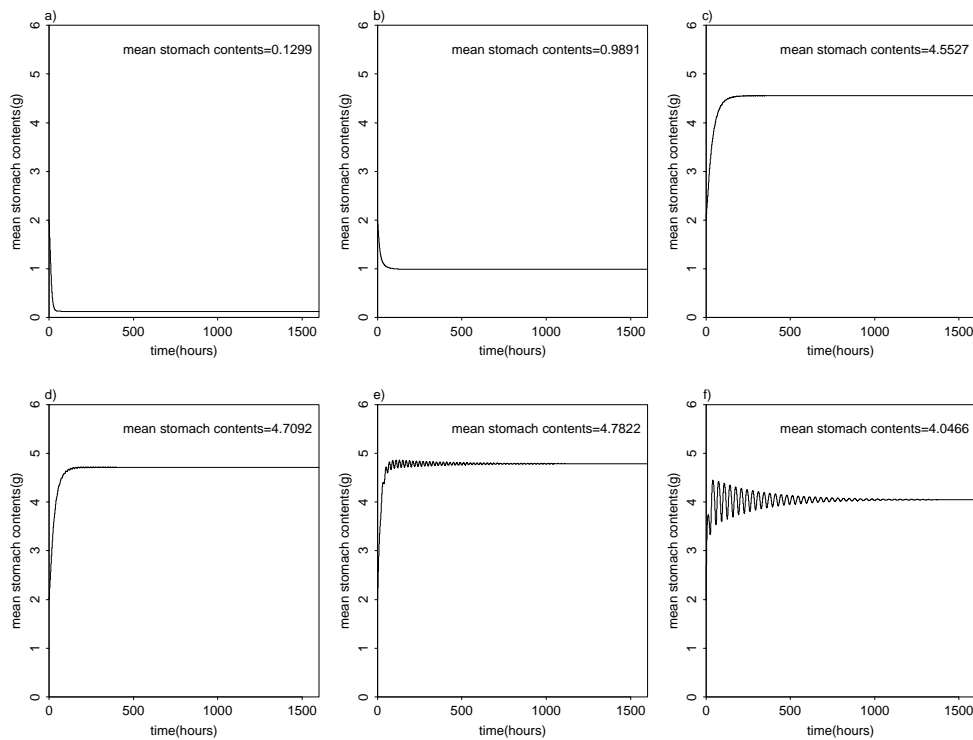 a)
mean stomach contents=0.1299
6
5
4
3
2
1
0
mean stomach contents(g)
0 500 1000 1500
time(hours)
b)
mean stomach contents=0.9891
6
5
4
3
2
1
0
mean stomach contents(g)
0 500 1000 1500
time(hours)
c)
mean stomach contents=4.5527
6
5
4
3
2
1
0
mean stomach contents(g)
0 500 1000 1500
time(hours)
d)
mean stomach contents=4.7092
6
5
4
3
2
1
0
mean stomach contents(g)
0 500 1000 1500
time(hours)
e)
mean stomach contents=4.7822
6
5
4
3
2
1
0
mean stomach contents(g)
0 500 1000 1500
time(hours)
f)
mean stomach contents=4.0466
6
5
4
3
2
1
0
mean stomach contents(g)
0 500 1000 1500
time(hours)